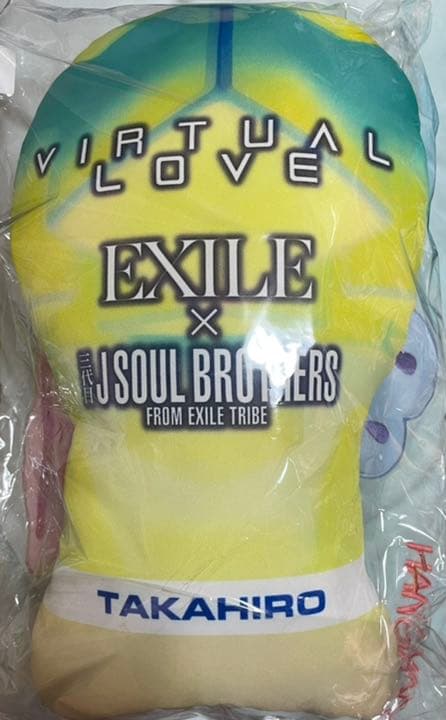 VIRTUAL
LOVE
EXILE
×
三代目 J SOUL BROTHERS
FROM EXILE TRIBE
TAKAHIRO